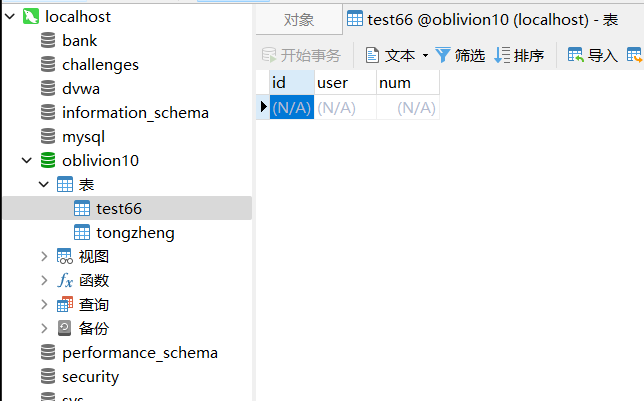 localhost
bank
challenges
dvwa
information_schema
mysql
oblivion10
表
test66
tongzheng
视图
fx 函数
查询
备份
performance_schema
security
sys
对象
test66 @oblivion10 (localhost) - 表
开始事务 文本 筛选 排序 导入
id user num
(N/A) (N/A) (N/A)